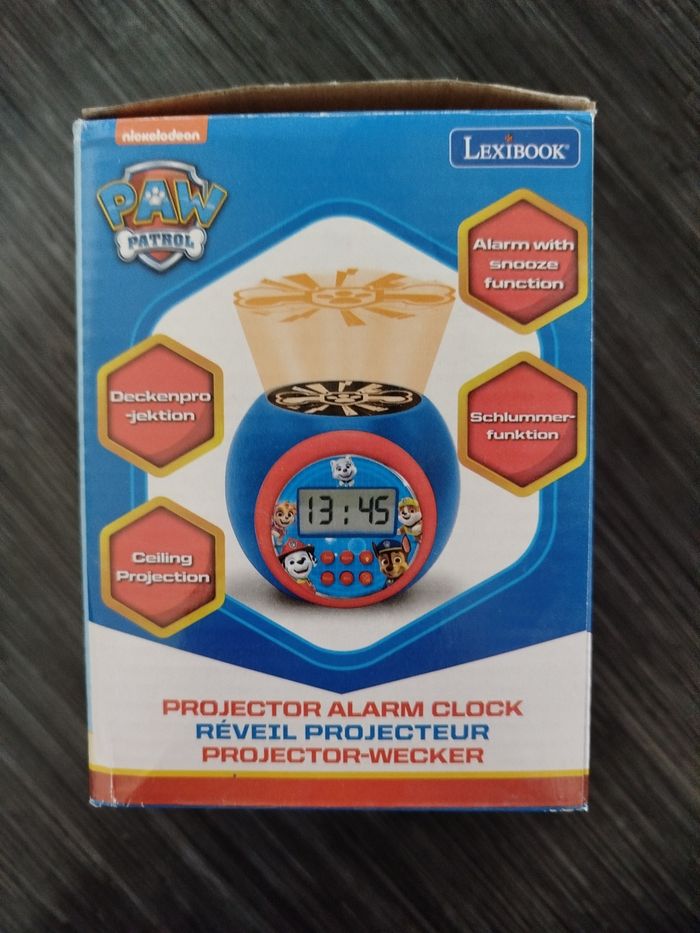 nickelodeon
LEXIBOOK®
PAW
PATROL
Alarm with
snooze
function
Deckenpro
-jektion
Schlummer-
funktion
13:45
Ceiling
Projection
PROJECTOR ALARM CLOCK
RÉVEIL PROJECTEUR
PROJECTOR-WECKER